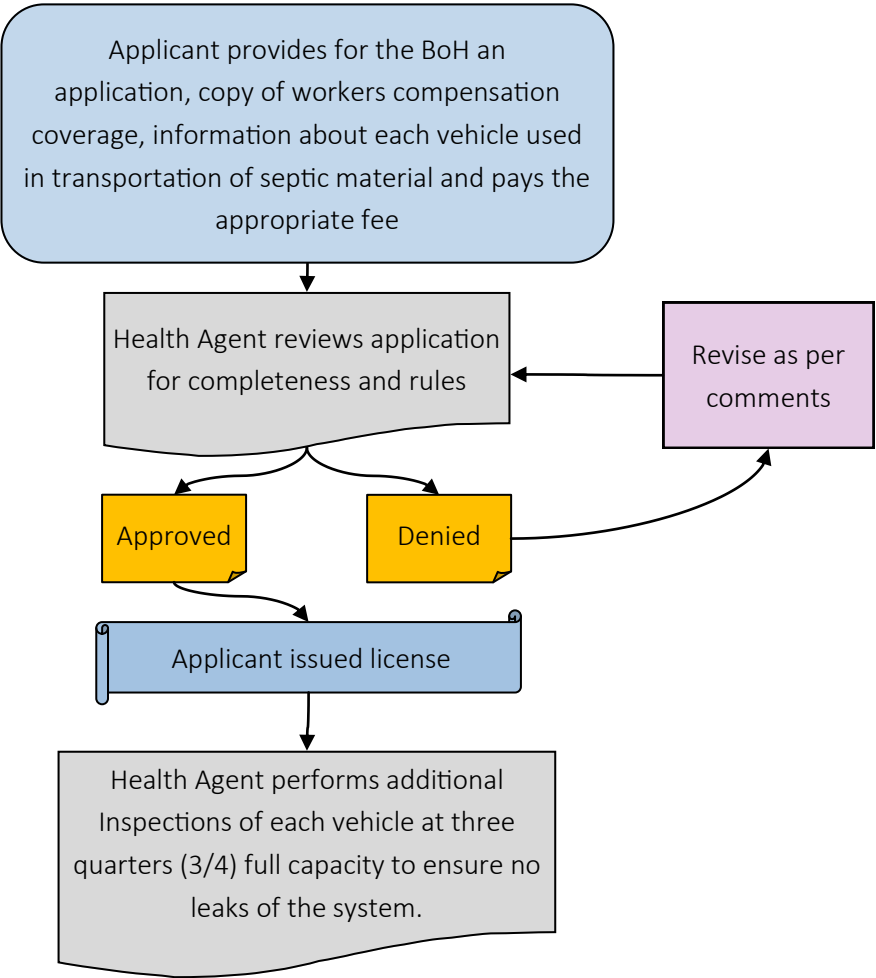 Applicant provides for the BoH an
application, copy of workers compensation
coverage, information about each vehicle used
in transportation of septic material and pays the
appropriate fee
Health Agent reviews application
for completeness and rules
Revise as per
comments
Approved
Denied
Applicant issued license
Health Agent performs additional
Inspections of each vehicle at three
quarters (3/4) full capacity to ensure no
leaks of the system.